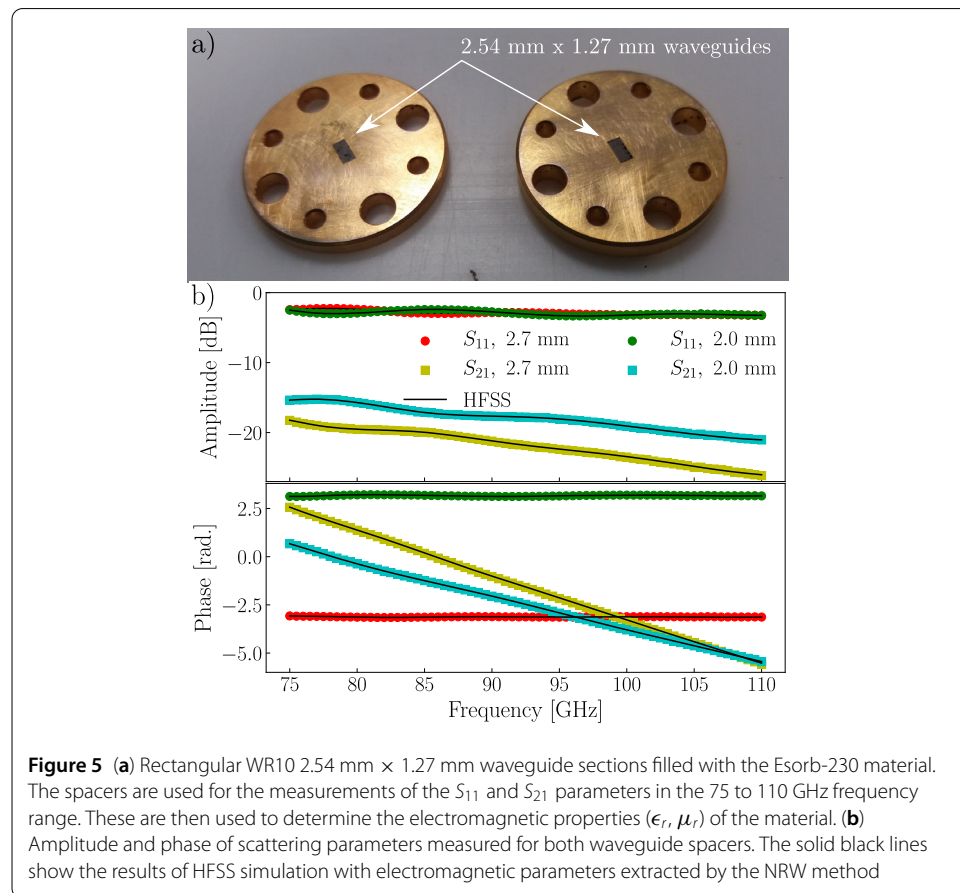 a)
2.54 mm x 1.27 mm waveguides
b)
0
−10
−20
Amplitude [dB]
S11, 2.7 mm
S11, 2.0 mm
S21, 2.7 mm
S21, 2.0 mm
HFSS
2.5
0.0
−2.5
−5.0
Phase [rad.]
75 80 85 90 95 100 105 110
Frequency [GHz]
Figure 5 (a) Rectangular WR10 2.54 mm × 1.27 mm waveguide sections filled with the Esorb-230 material.
The spacers are used for the measurements of the S11 and S21 parameters in the 75 to 110 GHz frequency
range. These are then used to determine the electromagnetic properties (ϵr, μr) of the material. (b)
Amplitude and phase of scattering parameters measured for both waveguide spacers. The solid black lines
show the results of HFSS simulation with electromagnetic parameters extracted by the NRW method